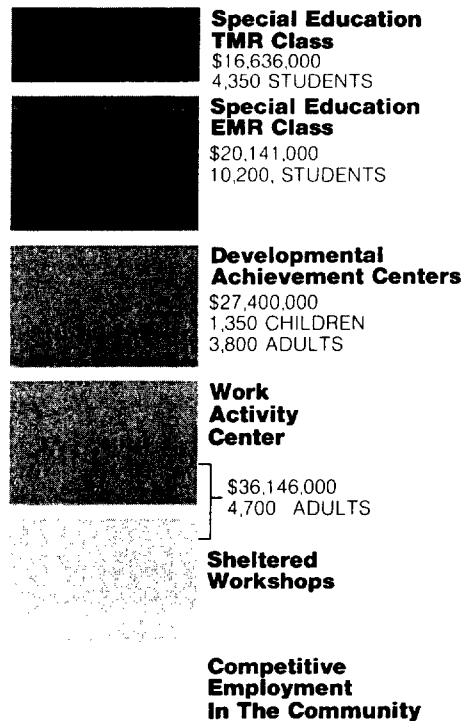 Special Education
TMR Class
$16,636,000
4,350 STUDENTS
Special Education
EMR Class
$20,141,000
10,200, STUDENTS
Developmental
Achievement Centers
$27,400,000
1,350 CHILDREN
3,800 ADULTS
Work
Activity
Center
$36,146,000
4,700 ADULTS
Sheltered
Workshops
Competitive
Employment
In The Community